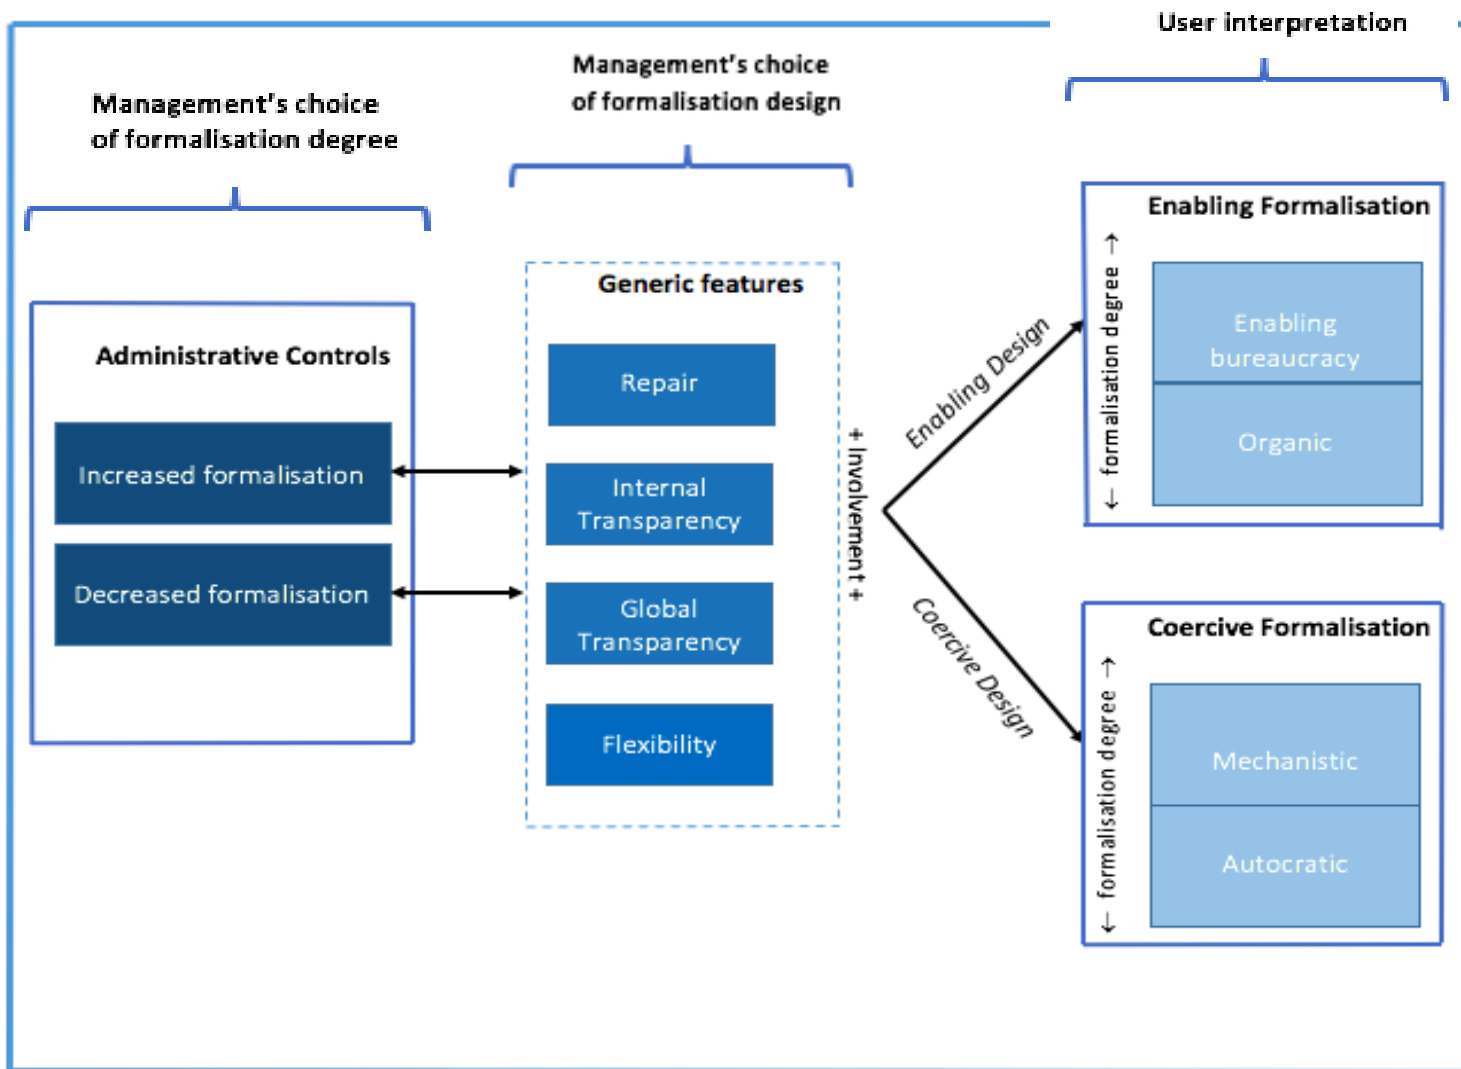 User interpretation
Management's choice
of formalisation design
Management's choice
of formalisation degree
Administrative Controls
Increased formalisation
Decreased formalisation
Generic features
Repair
Internal
Transparency
Global
Transparency
Flexibility
+ Involvement +
Enabling Design
Coercive Design
Enabling Formalisation
← formalisation degree →
Enabling
bureaucracy
Organic
Coercive Formalisation
← formalisation degree →
Mechanistic
Autocratic